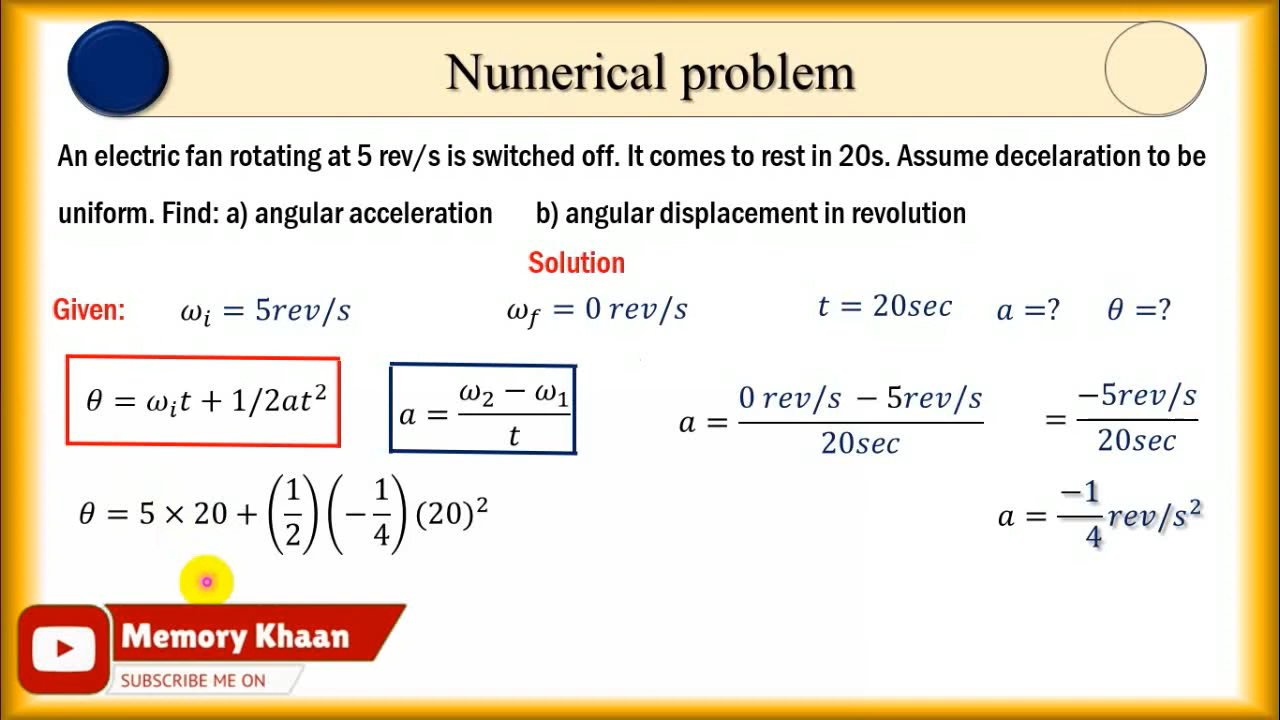 Numerical problem
An electric fan rotating at 5 rev/s is switched off. It comes to rest in 20s. Assume decelaration to be
uniform. Find: a) angular acceleration b) angular displacement in revolution
Solution
Given: ωᵢ = 5rev/s ω_f = 0 rev/s t = 20sec a =? θ =?
θ = ωᵢt + 1/2at² a = (ω₂ − ω₁)/t a = (0 rev/s − 5rev/s)/20sec = −5rev/s/20sec
θ = 5 × 20 + (1/2)(−1/4)(20)² a = −1/4 rev/s²
Memory Khaan
SUBSCRIBE ME ON